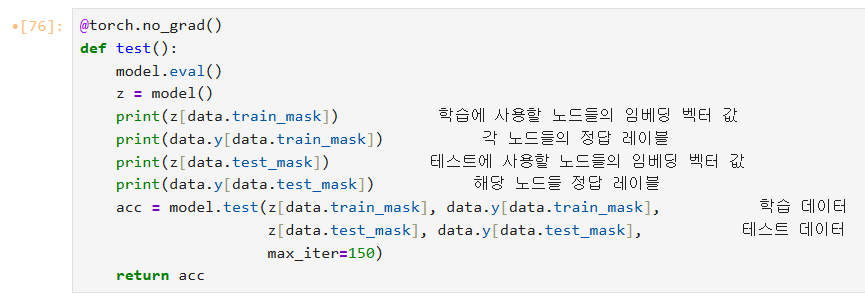 [76]: @torch.no_grad()
def test():
model.eval()
z = model()
print(z[data.train_mask]) 학습에 사용할 노드들의 임베딩 벡터 값
print(data.y[data.train_mask]) 각 노드들의 정답 레이블
print(z[data.test_mask]) 테스트에 사용할 노드들의 임베딩 벡터 값
print(data.y[data.test_mask]) 해당 노드들 정답 레이블
acc = model.test(z[data.train_mask], data.y[data.train_mask], 학습 데이터
z[data.test_mask], data.y[data.test_mask], 테스트 데이터
max_iter=150)
return acc